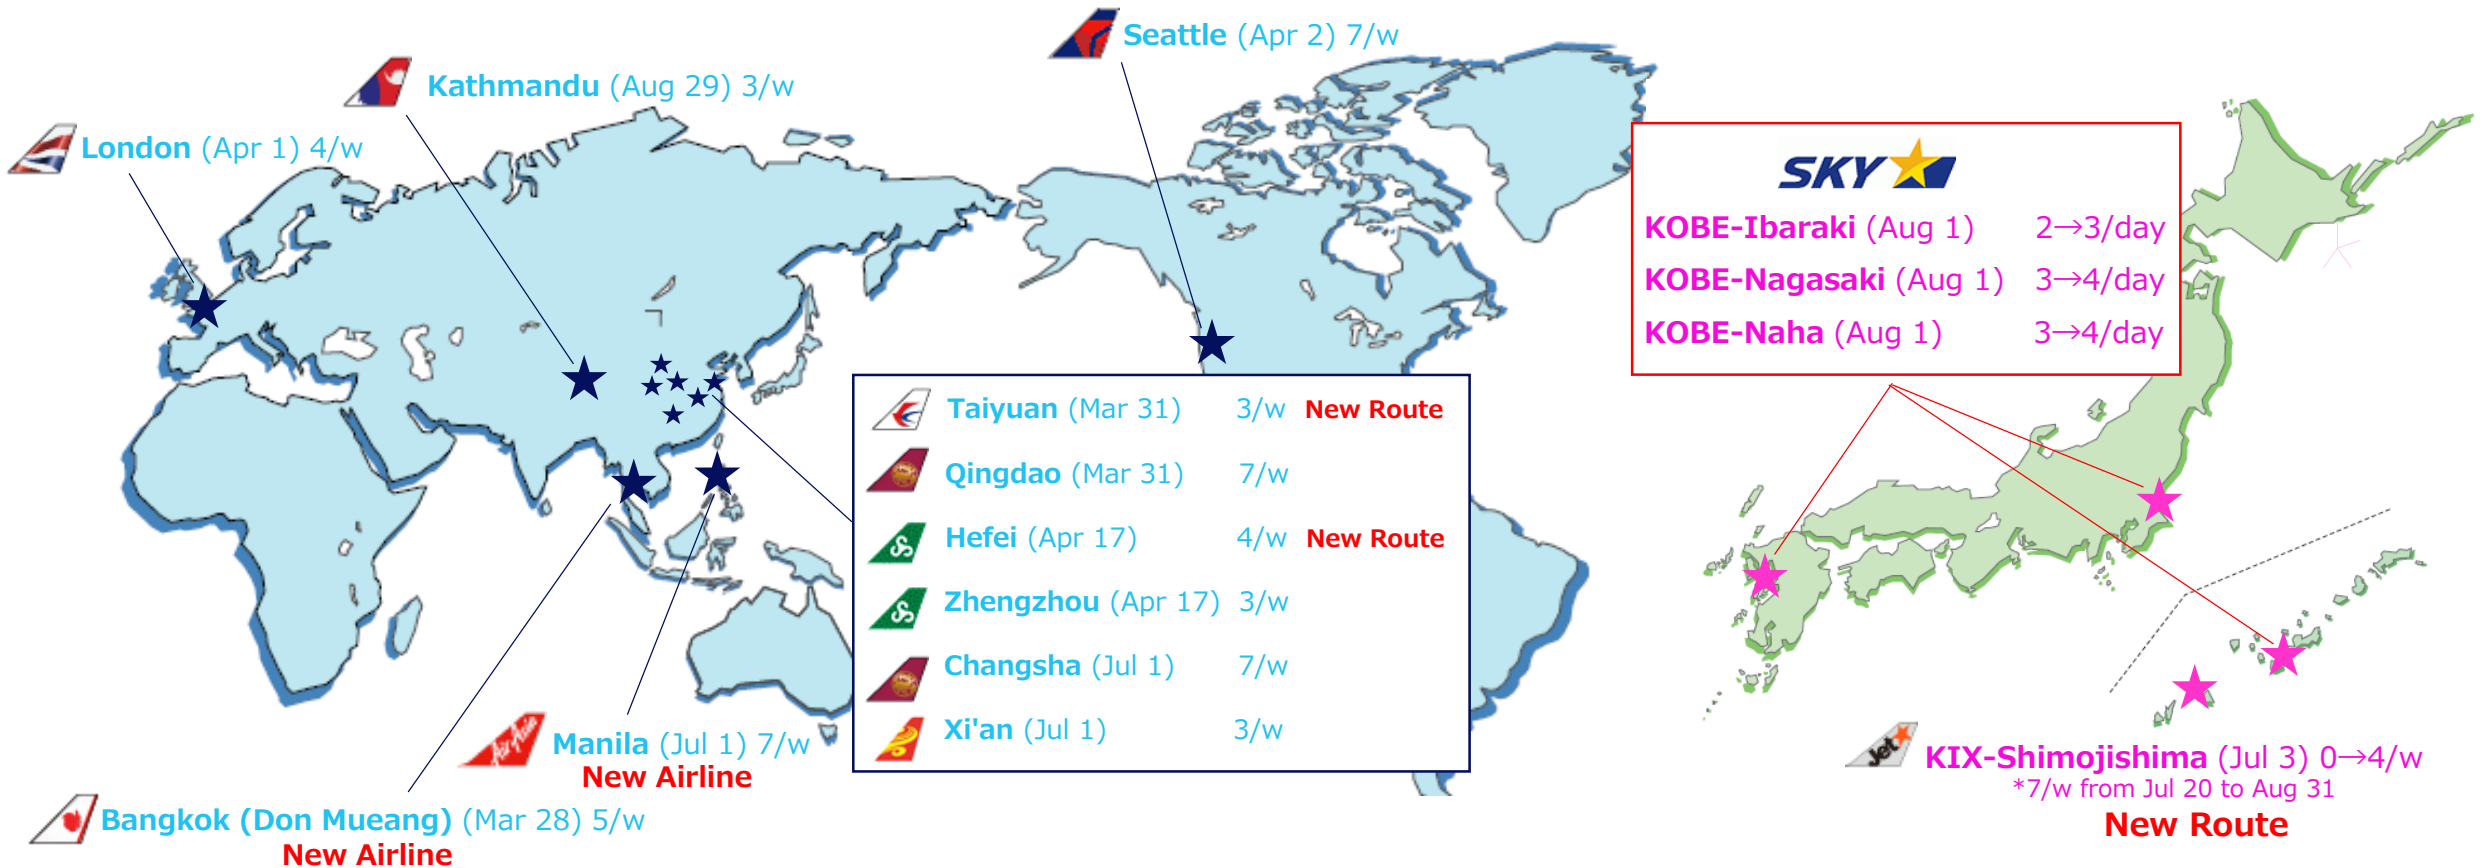 Seattle (Apr 2) 7/w
Kathmandu (Aug 29) 3/w
London (Apr 1) 4/w
SKY
KOBE-Ibaraki (Aug 1) 2→3/day
KOBE-Nagasaki (Aug 1) 3→4/day
KOBE-Naha (Aug 1) 3→4/day
Taiyuan (Mar 31) 3/w New Route
Qingdao (Mar 31) 7/w
Hefei (Apr 17) 4/w New Route
Zhengzhou (Apr 17) 3/w
Changsha (Jul 1) 7/w
Xi'an (Jul 1) 3/w
Air Asia
Manila (Jul 1) 7/w
New Airline
Bangkok (Don Mueang) (Mar 28) 5/w
New Airline
Jet
KIX-Shimojishima (Jul 3) 0→4/w
*7/w from Jul 20 to Aug 31
New Route